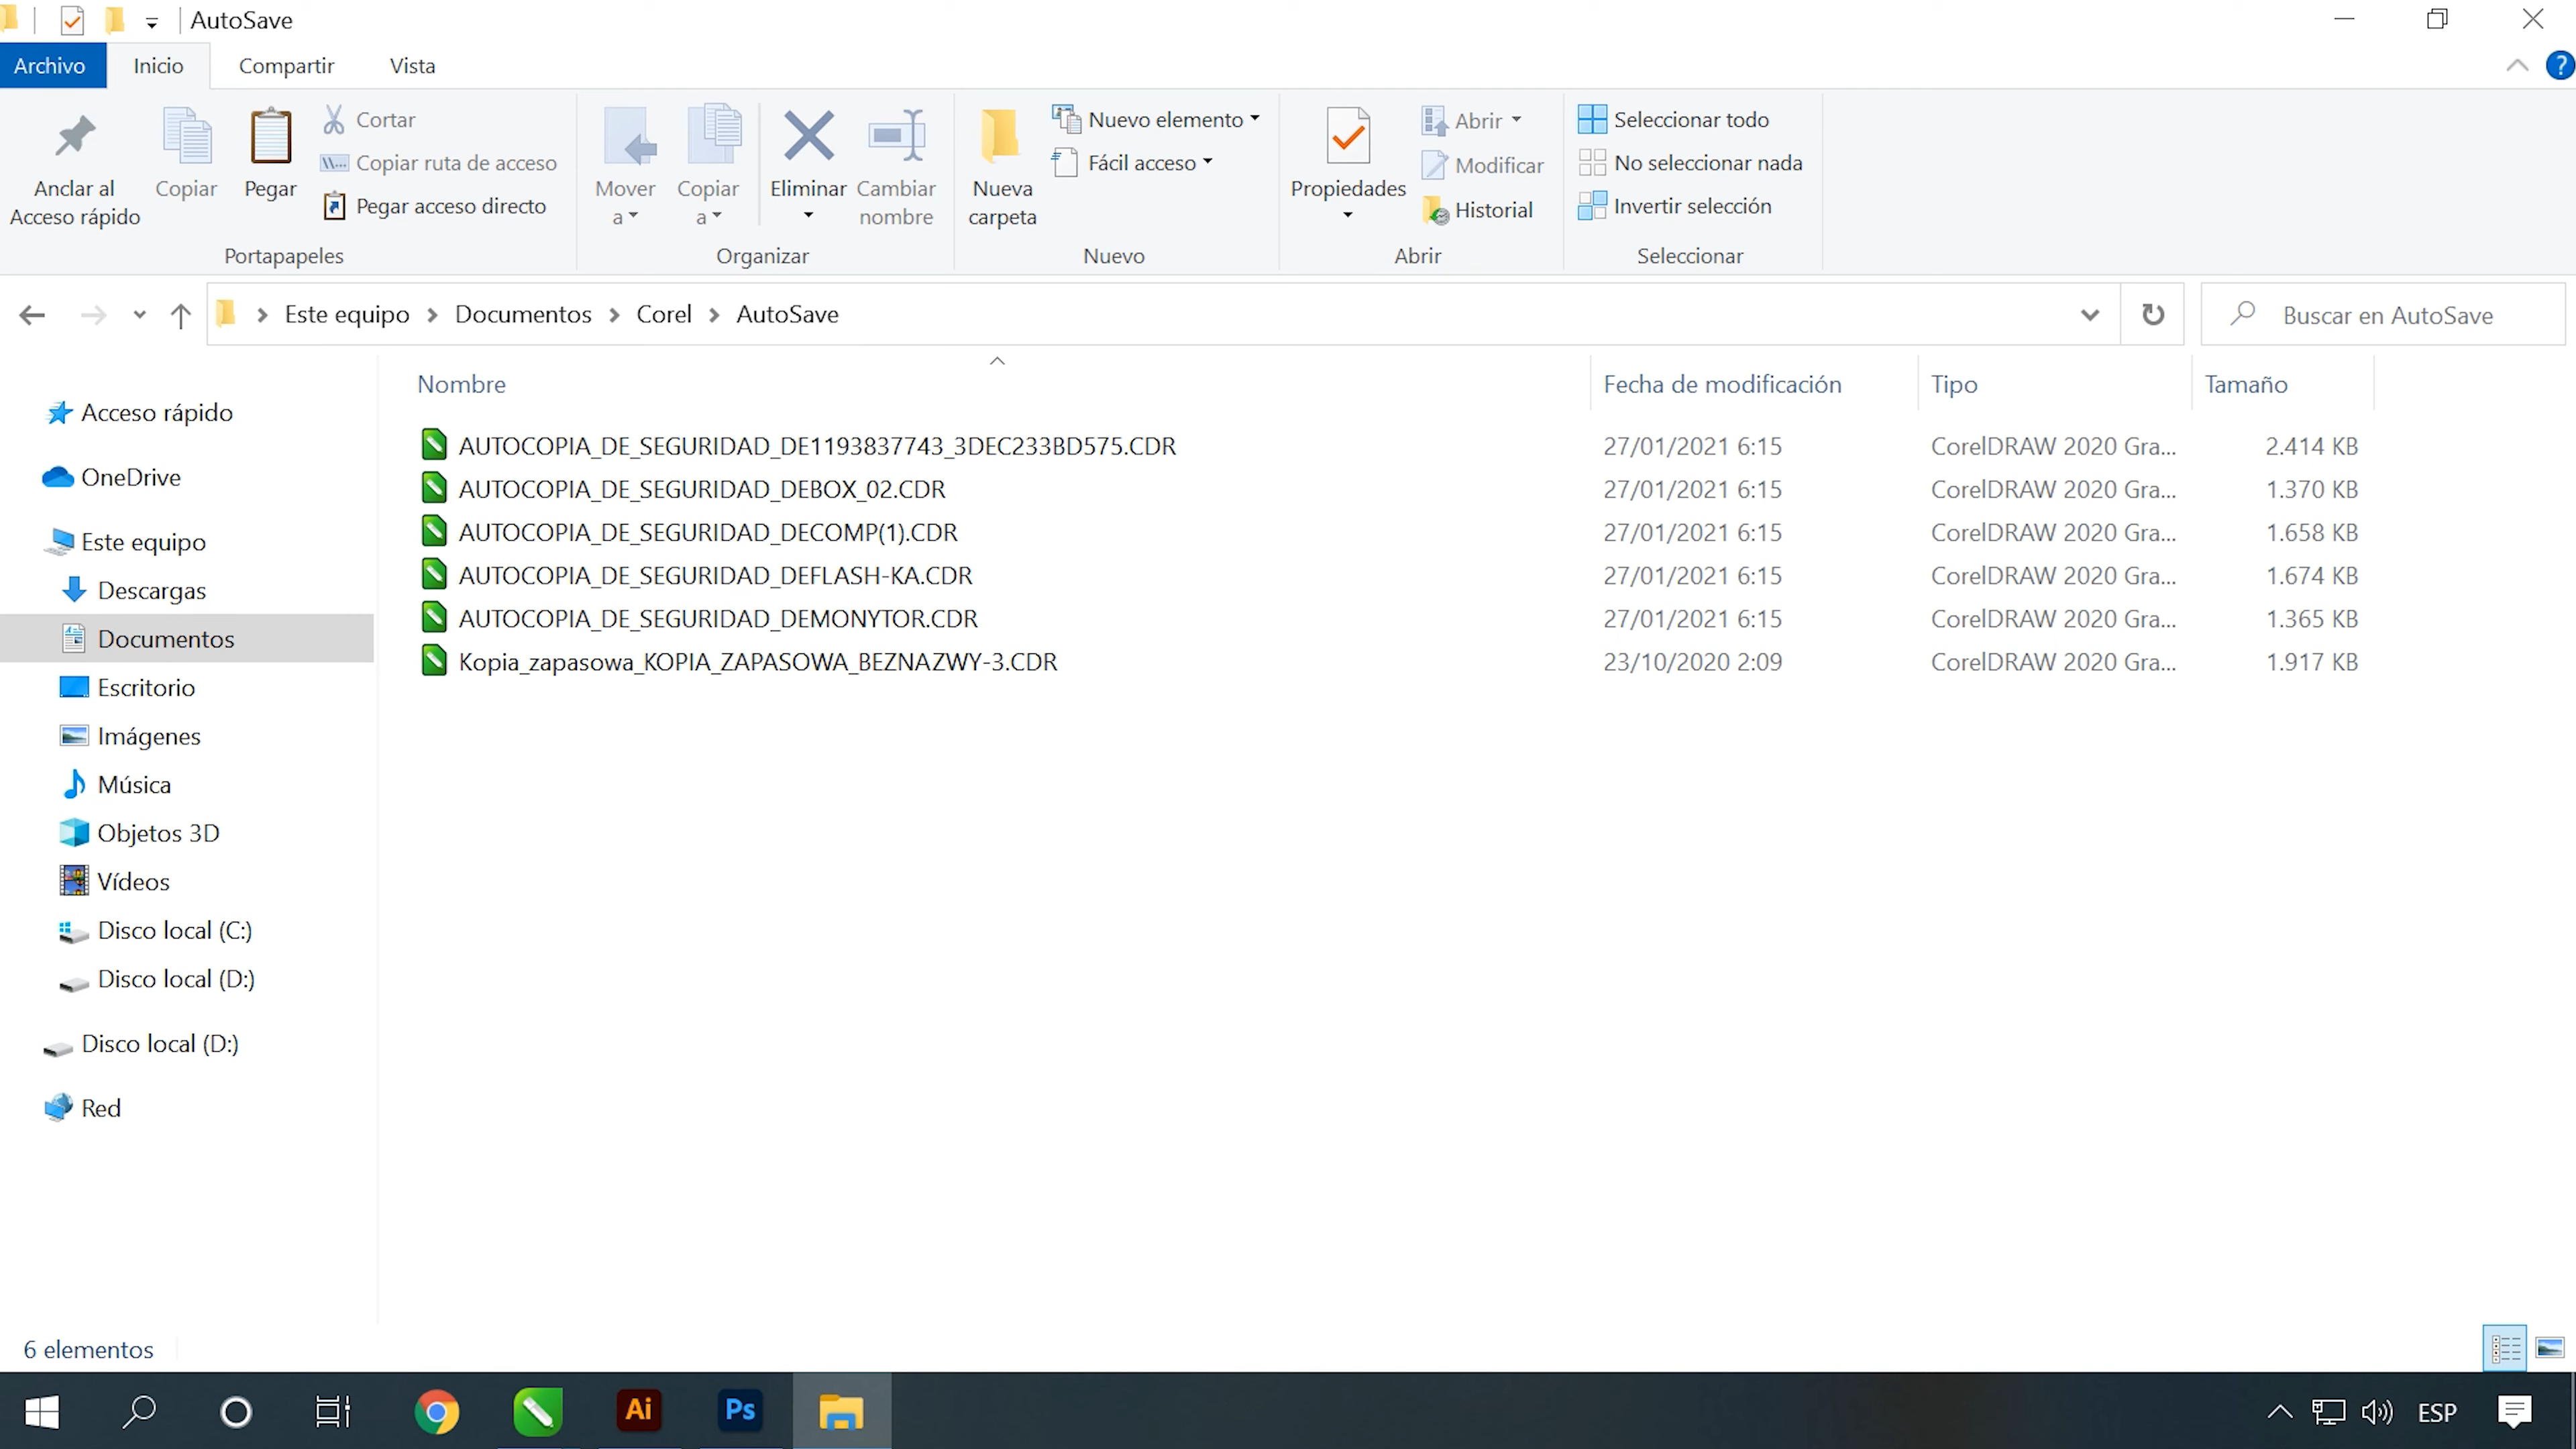 AutoSave
Archivo Inicio Compartir Vista
?
Anclar al
Acceso rápido
Copiar
Pegar
Cortar
Copiar ruta de acceso
Pegar acceso directo
Portapapeles
Mover
a
Copiar
a
Eliminar
Cambiar
nombre
Organizar
Nueva
carpeta
Nuevo elemento
Fácil acceso
Nuevo
Propiedades
Abrir
Modificar
Historial
Abrir
Seleccionar todo
No seleccionar nada
Invertir selección
Seleccionar
Este equipo Documentos Corel AutoSave
Buscar en AutoSave
Nombre Fecha de modificación Tipo Tamaño
AUTOCOPIA_DE_SEGURIDAD_DE1193837743_3DEC233BD575.CDR 27/01/2021 6:15 CorelDRAW 2020 Gra... 2.414 KB
AUTOCOPIA_DE_SEGURIDAD_DEBOX_02.CDR 27/01/2021 6:15 CorelDRAW 2020 Gra... 1.370 KB
AUTOCOPIA_DE_SEGURIDAD_DECOMP(1).CDR 27/01/2021 6:15 CorelDRAW 2020 Gra... 1.658 KB
AUTOCOPIA_DE_SEGURIDAD_DEFLASH-KA.CDR 27/01/2021 6:15 CorelDRAW 2020 Gra... 1.674 KB
AUTOCOPIA_DE_SEGURIDAD_DEMONYTOR.CDR 27/01/2021 6:15 CorelDRAW 2020 Gra... 1.365 KB
Kopia_zapasowa_KOPIA_ZAPASOWA_BEZNAZWY-3.CDR 23/10/2020 2:09 CorelDRAW 2020 Gra... 1.917 KB
Acceso rápido
OneDrive
Este equipo
Descargas
Documentos
Escritorio
Imágenes
Música
Objetos 3D
Vídeos
Disco local (C:)
Disco local (D:)
Disco local (D:)
Red
6 elementos
Ai Ps ESP